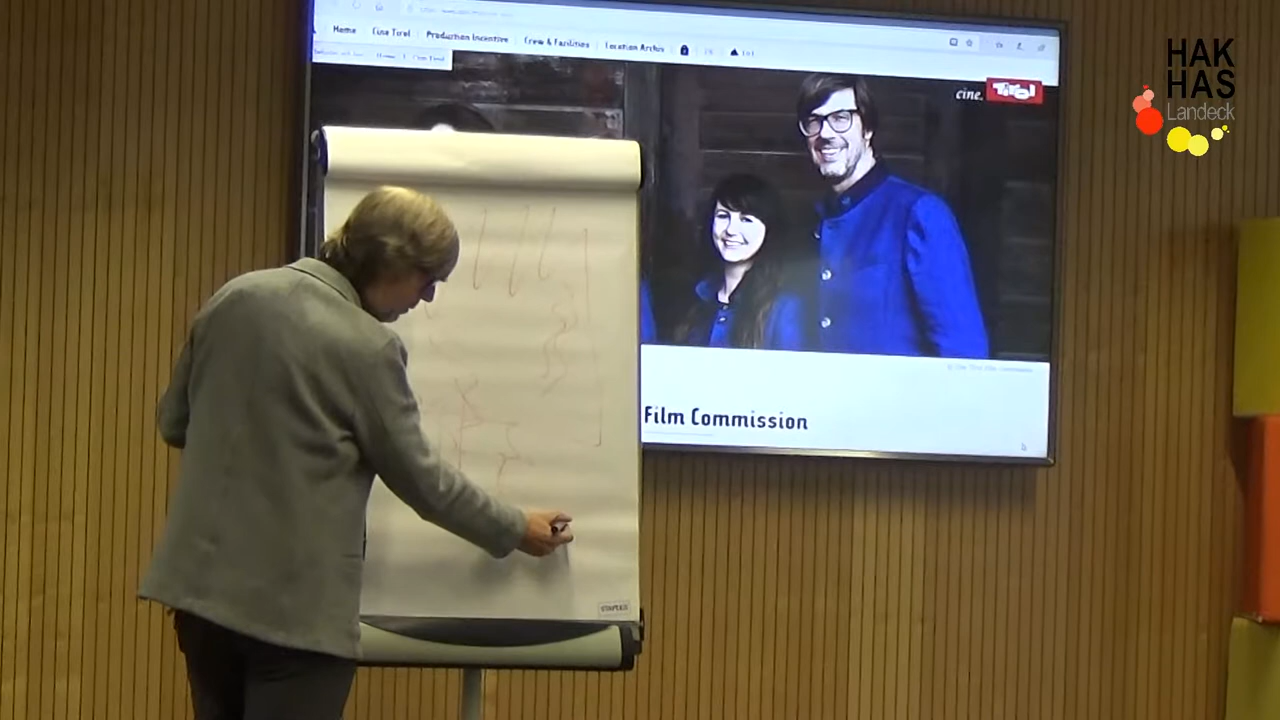 Home Cine Tirol Production Incentive Crew & Facilities Location Archiv
cine.
Tirol
HAK
HAS
Landeck
Film Commission
STAPLES